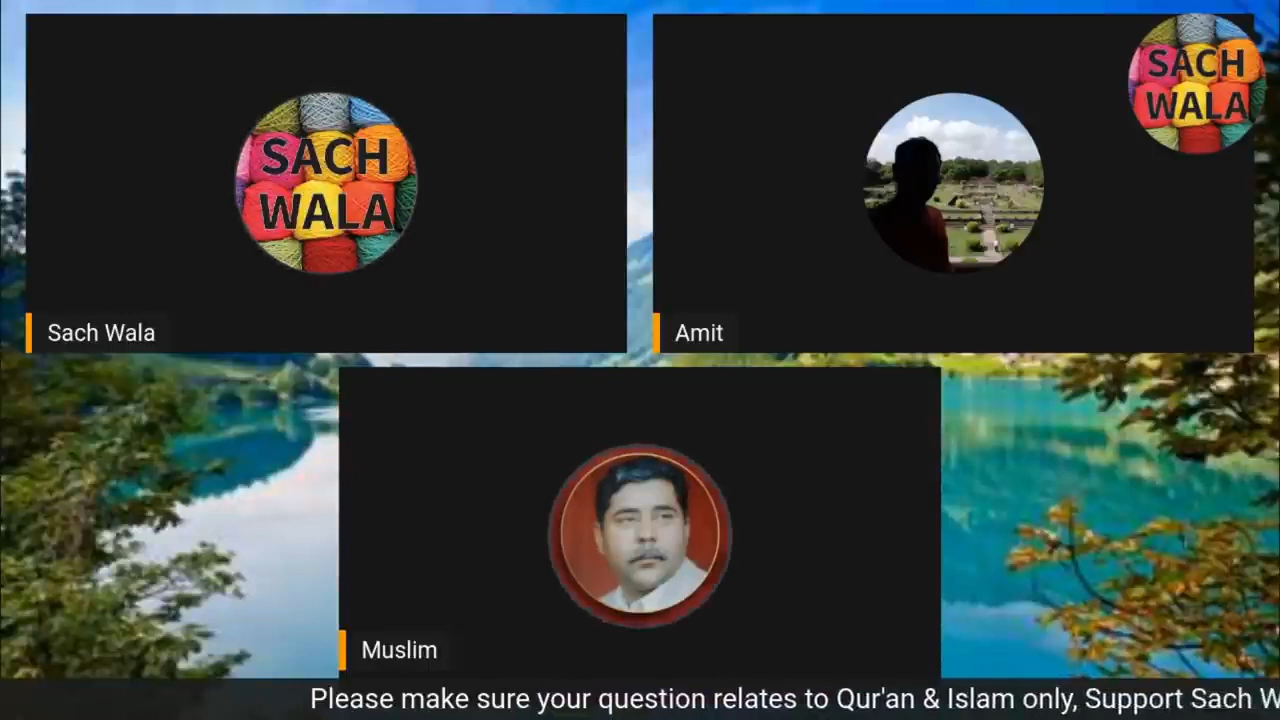 SACH
WALA
Sach Wala
SACH
WALA
Amit
Muslim
Please make sure your question relates to Qur'an & Islam only, Support Sach W